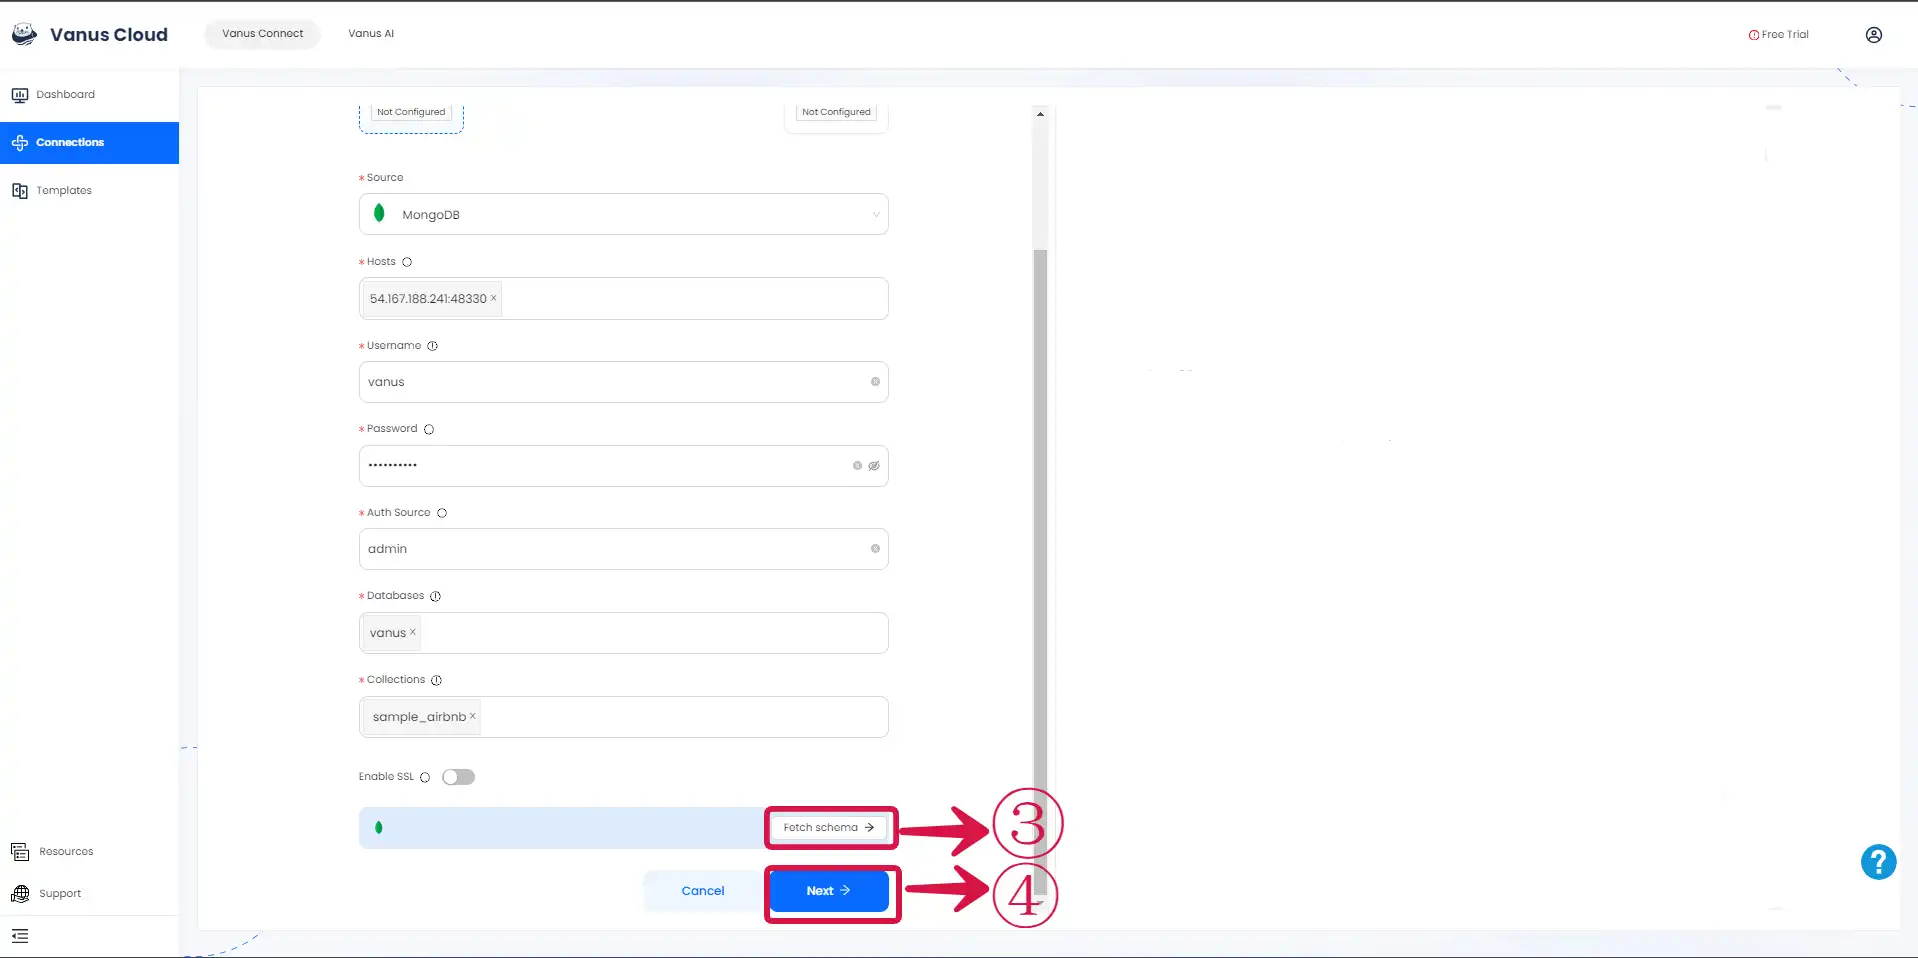 Vanus Cloud
Vanus Connect
Vanus AI
Free Trial
Dashboard
Connections
Templates
Not Configured
Not Configured
* Source
MongoDB
* Hosts
54.167.188.241:48330 ×
* Username
vanus
* Password
••••••••••
* Auth Source
admin
* Databases
vanus ×
* Collections
sample_airbnb ×
Enable SSL
Fetch schema →
③
Cancel
Next →
④
Resources
Support
?